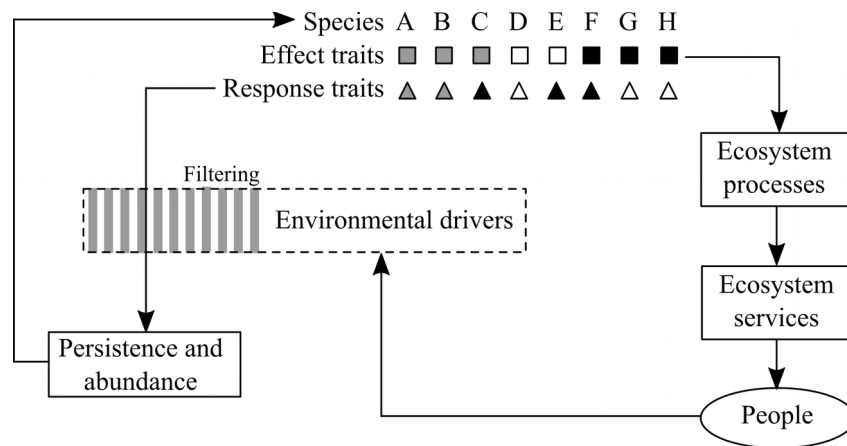 Species A B C D E F G H
Effect traits
Response traits
Ecosystem
processes
Filtering
Environmental drivers
Ecosystem
services
Persistence and
abundance
People